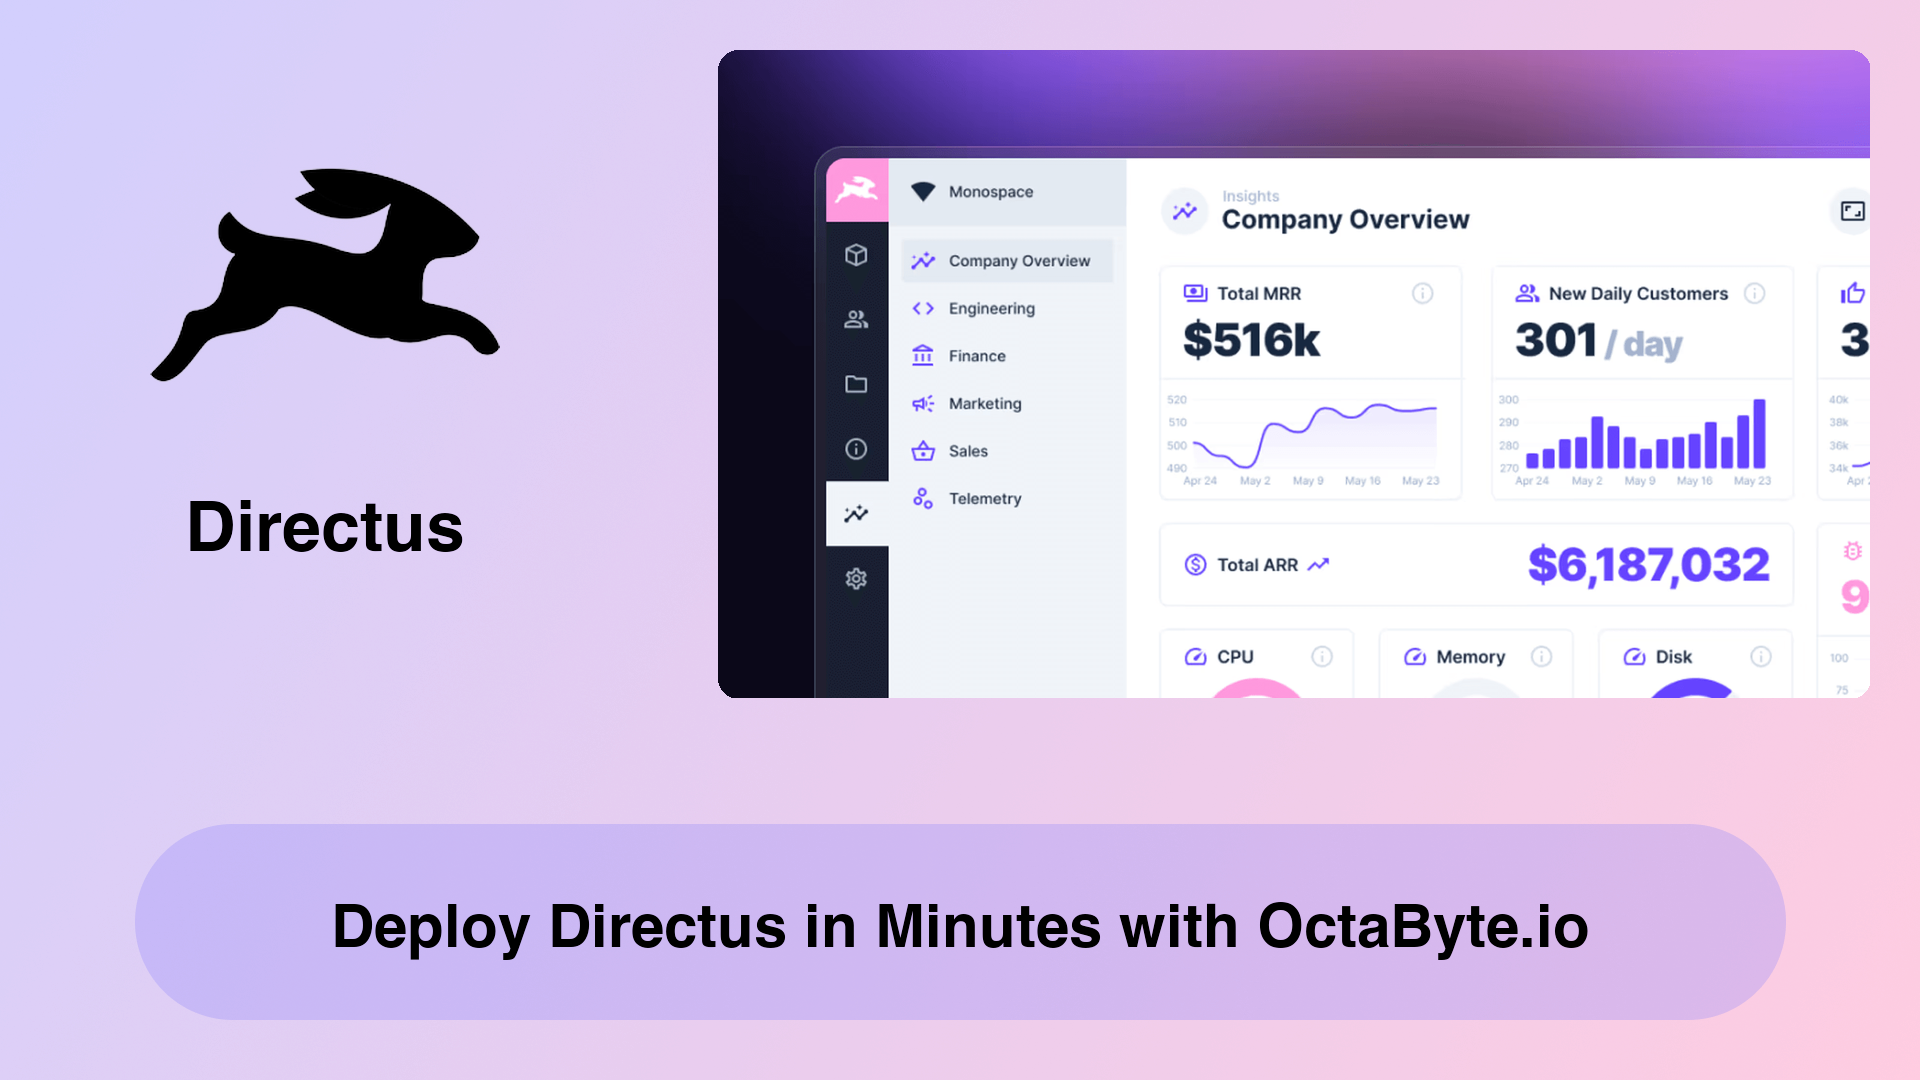 Directus
Monospace
Company Overview
Engineering
Finance
Marketing
Sales
Telemetry
Insights
Company Overview
Total MRR
$516k
520
510
500
490
Apr 24 May 2 May 9 May 16 May 23
New Daily Customers
301 / day
300
290
280
270
Apr 24 May 2 May 9 May 16 May 23
3
40k
38k
36k
34k
Apr
Total ARR
$6,187,032
9
100
75
CPU
Memory
Disk
Deploy Directus in Minutes with OctaByte.io